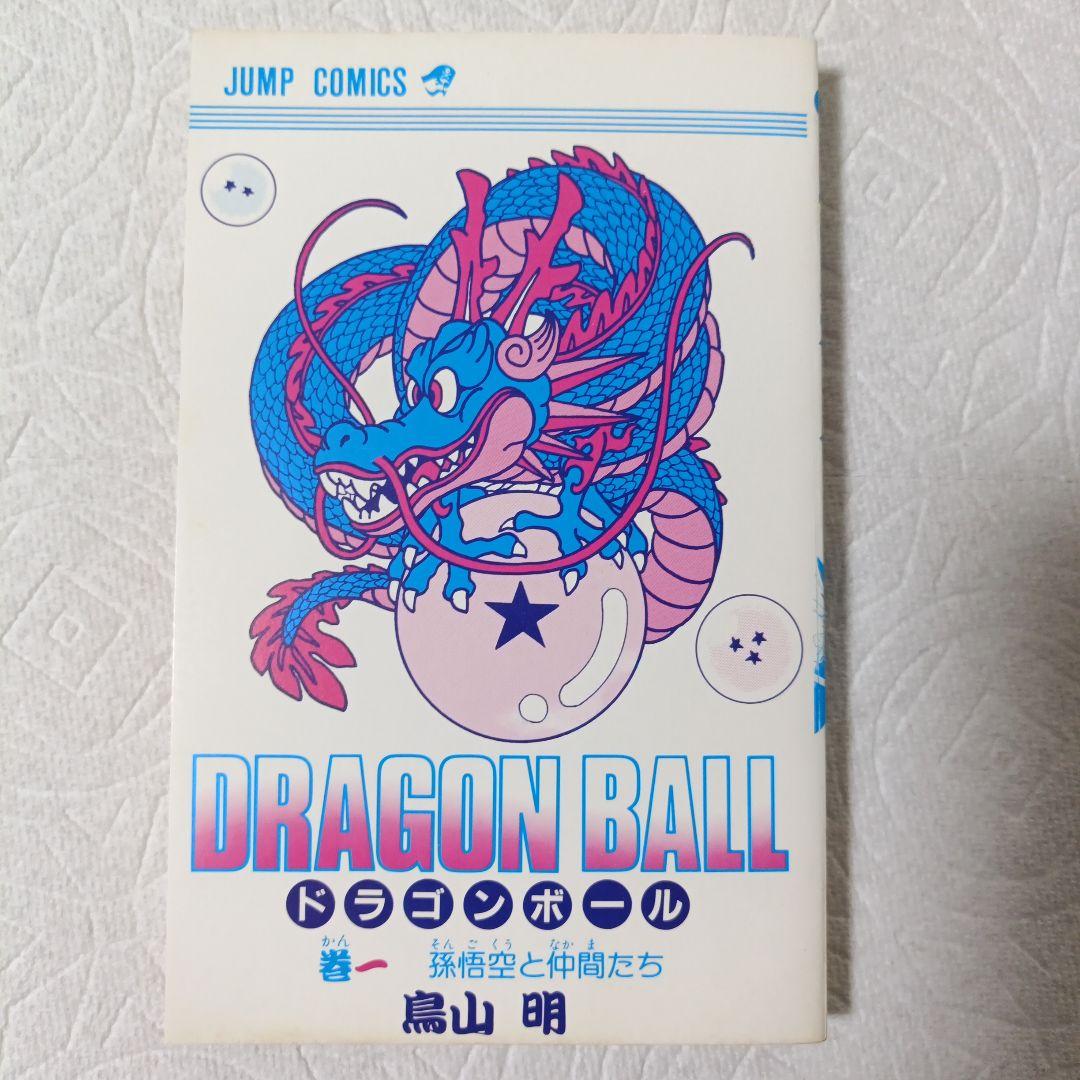 JUMP COMICS
DRAGON BALL
ドラゴンボール
かん そんごくう なかま
巻一 孫悟空と仲間たち
鳥山 明